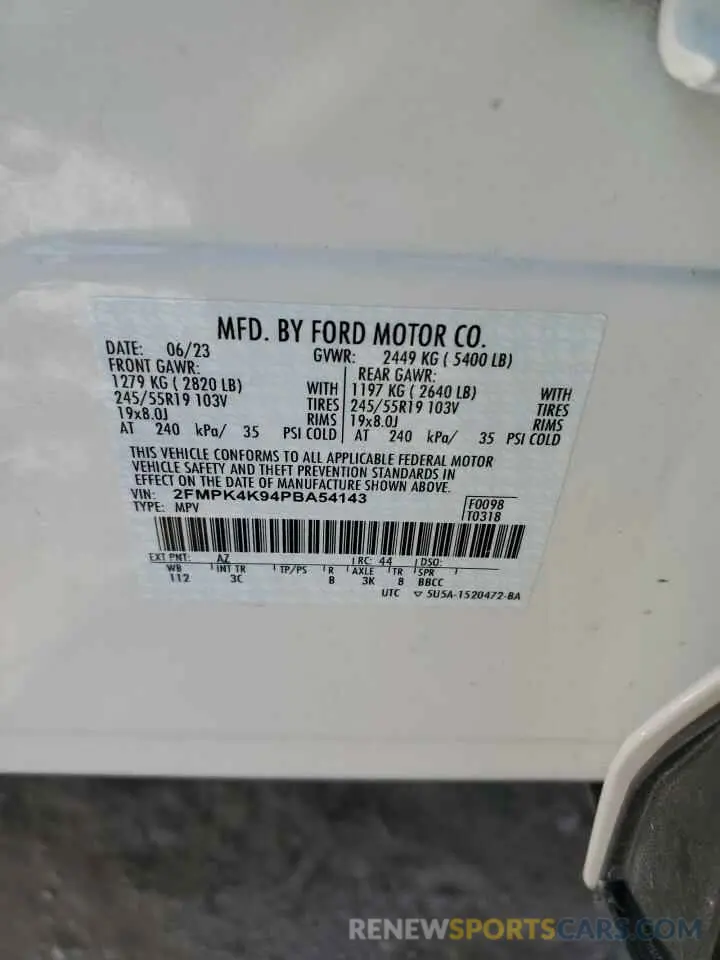 MFD. BY FORD MOTOR CO.
DATE: 06/23 GVWR: 2449 KG ( 5400 LB)
FRONT GAWR: REAR GAWR:
1279 KG ( 2820 LB) WITH 1197 KG ( 2640 LB) WITH
245/55R19 103V TIRES 245/55R19 103V TIRES
19x8.0J RIMS 19x8.0J RIMS
AT 240 kPa/ 35 PSI COLD AT 240 kPa/ 35 PSI COLD
THIS VEHICLE CONFORMS TO ALL APPLICABLE FEDERAL MOTOR
VEHICLE SAFETY AND THEFT PREVENTION STANDARDS IN
EFFECT ON THE DATE OF MANUFACTURE SHOWN ABOVE.
VIN: 2FMPK4K94PBA54143
TYPE: MPV F0098
T0318
EXT PNT: AZ RC: 44 DSO:
WB INT TR TP/PS R AXLE TR SPR
112 3C B 3K 8 BBCC
UTC ▽ 5U5A-1520472-BA
RENEWSPORTSCARS.COM